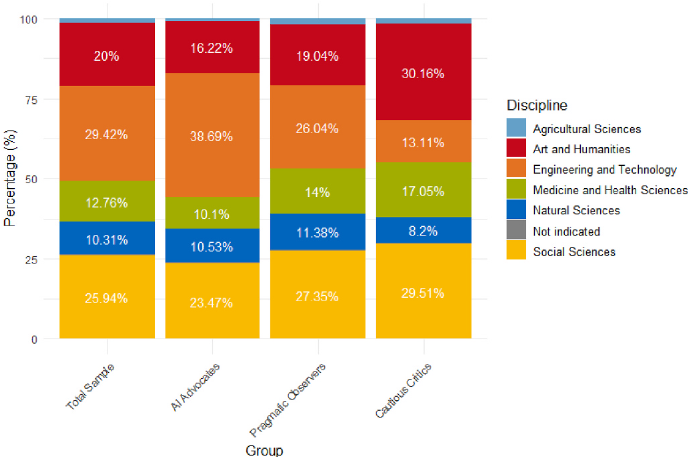 100
75
50
25
0
Percentage (%)
20%
29.42%
12.76%
10.31%
25.94%
16.22%
38.69%
10.1%
10.53%
23.47%
19.04%
26.04%
14%
11.38%
27.35%
30.16%
13.11%
17.05%
8.2%
29.51%
Total Sample
AI Advocates
Pragmatic Observers
Cautious Critics
Group
Discipline
Agricultural Sciences
Art and Humanities
Engineering and Technology
Medicine and Health Sciences
Natural Sciences
Not indicated
Social Sciences